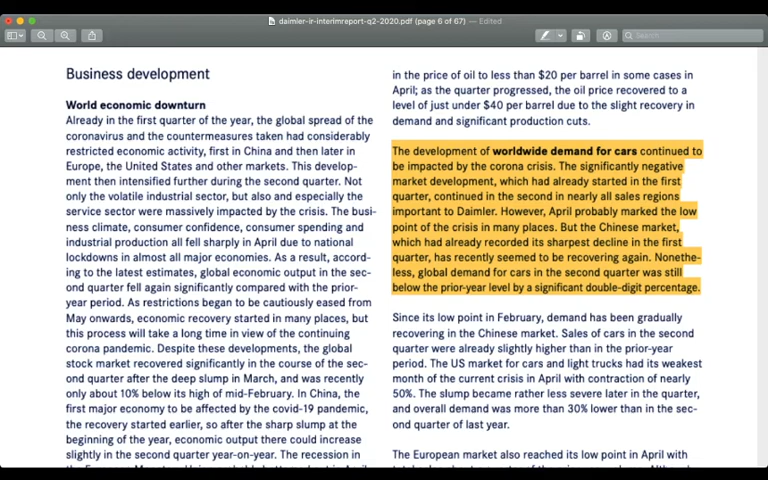 daimler-ir-interimreport-q2-2020.pdf (page 6 of 67) — Edited
Search
Business development
World economic downturn
Already in the first quarter of the year, the global spread of the
coronavirus and the countermeasures taken had considerably
restricted economic activity, first in China and then later in
Europe, the United States and other markets. This develop-
ment then intensified further during the second quarter. Not
only the volatile industrial sector, but also and especially the
service sector were massively impacted by the crisis. The busi-
ness climate, consumer confidence, consumer spending and
industrial production all fell sharply in April due to national
lockdowns in almost all major economies. As a result, accord-
ing to the latest estimates, global economic output in the sec-
ond quarter fell again significantly compared with the prior-
year period. As restrictions began to be cautiously eased from
May onwards, economic recovery started in many places, but
this process will take a long time in view of the continuing
corona pandemic. Despite these developments, the global
stock market recovered significantly in the course of the sec-
ond quarter after the deep slump in March, and was recently
only about 10% below its high of mid-February. In China, the
first major economy to be affected by the covid-19 pandemic,
the recovery started earlier, so after the sharp slump at the
beginning of the year, economic output there could increase
slightly in the second quarter year-on-year. The recession in
in the price of oil to less than $20 per barrel in some cases in
April; as the quarter progressed, the oil price recovered to a
level of just under $40 per barrel due to the slight recovery in
demand and significant production cuts.
The development of worldwide demand for cars continued to
be impacted by the corona crisis. The significantly negative
market development, which had already started in the first
quarter, continued in the second in nearly all sales regions
important to Daimler. However, April probably marked the low
point of the crisis in many places. But the Chinese market,
which had already recorded its sharpest decline in the first
quarter, has recently seemed to be recovering again. Nonethe-
less, global demand for cars in the second quarter was still
below the prior-year level by a significant double-digit percentage.
Since its low point in February, demand has been gradually
recovering in the Chinese market. Sales of cars in the second
quarter were already slightly higher than in the prior-year
period. The US market for cars and light trucks had its weakest
month of the current crisis in April with contraction of nearly
50%. The slump became rather less severe later in the quarter,
and overall demand was more than 30% lower than in the sec-
ond quarter of last year.
The European market also reached its low point in April with